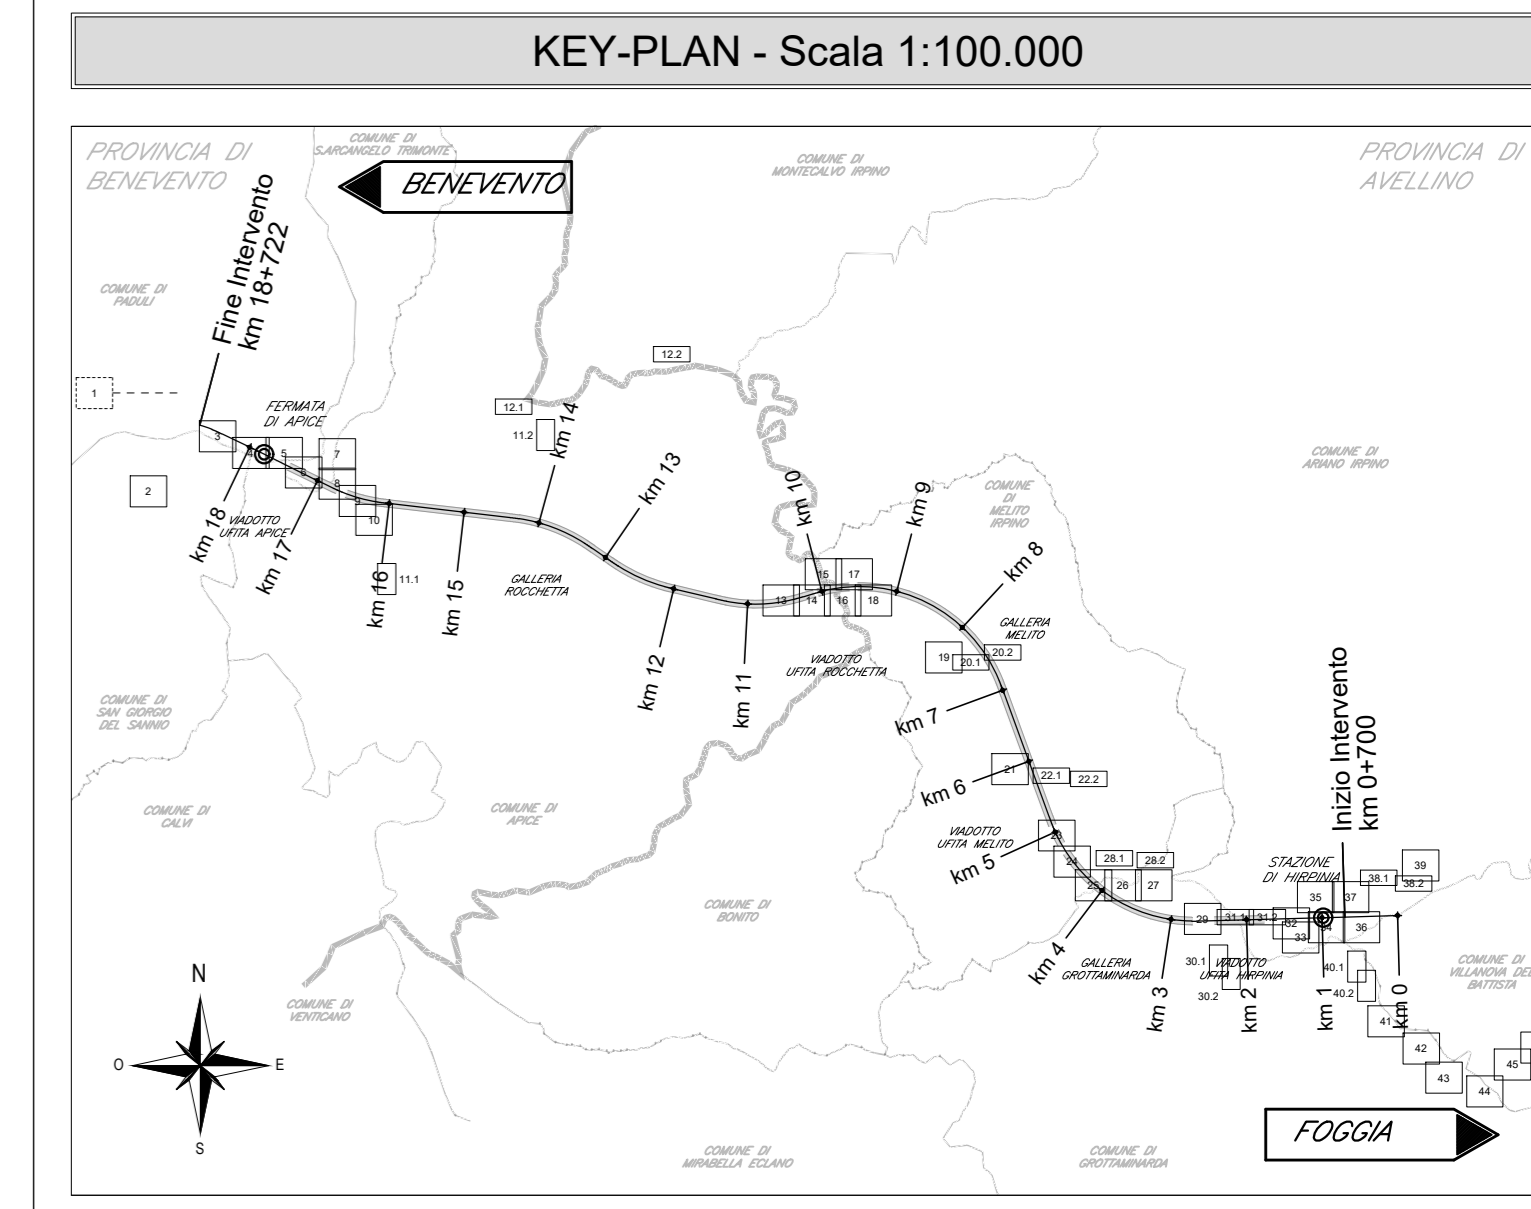 KEY-PLAN - Scala 1:100.000
PROVINCIA DI
BENEVENTO
COMUNE DI
S.ARCANGELO TRIMONTE
BENEVENTO
COMUNE DI
MONTECALVO IRPINO
PROVINCIA DI
AVELLINO
Fine Intervento
km 18+722
COMUNE DI
PADULI
1
12.2
12.1
11.2
FERMATA
DI APICE
3
4
5
6
7
8
9
10
2
VIADOTTO
UFITA APICE
11.1
km 18
km 17
km 16
km 15
km 14
km 13
km 12
km 11
km 10
km 9
km 8
GALLERIA
ROCCHETTA
COMUNE
DI
MELITO
IRPINO
COMUNE DI
ARIANO IRPINO
13
14
15
16
17
18
VIADOTTO
UFITA ROCCHETTA
GALLERIA
MELITO
19
20.1
20.2
km 7
COMUNE DI
SAN GIORGIO
DEL SANNIO
COMUNE DI
CALVI
COMUNE DI
APICE
21
22.1
22.2
km 6
VIADOTTO
UFITA MELITO
23
24
25
26
27
28.1
28.2
km 5
km 4
Inizio Intervento
km 0+700
STAZIONE
DI HIRPINIA
COMUNE DI
BONITO
29
31.1
31.2
32
33
34
35
36
37
38.1
38.2
39
GALLERIA
GROTTAMINARDA
VIADOTTO
UFITA HIRPINIA
30.1
30.2
40.1
40.2
km 3
km 2
km 1
km 0
COMUNE DI
VILLANOVA DEL
BATTISTA
COMUNE DI
VENTICANO
41
42
43
44
45
N
O
E
S
FOGGIA
COMUNE DI
MIRABELLA ECLANO
COMUNE DI
GROTTAMINARDA